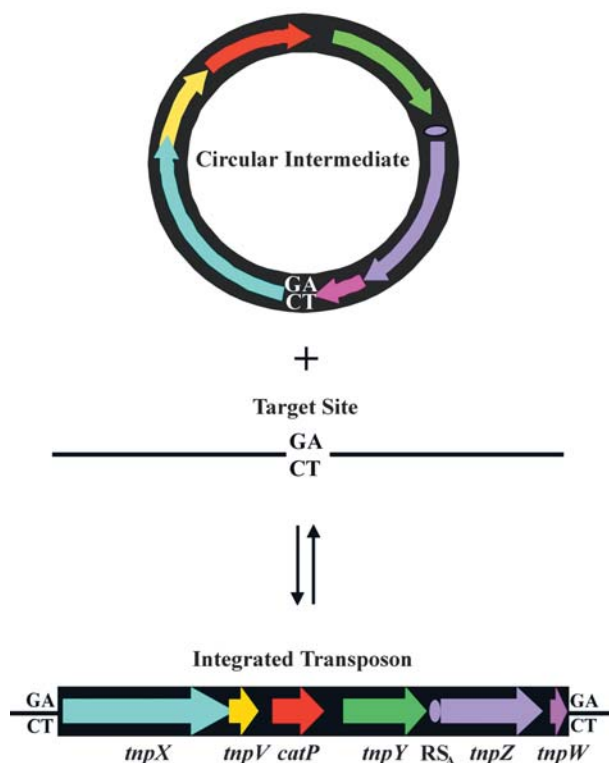 Circular Intermediate
GA
CT
+
Target Site
GA
CT
Integrated Transposon
GA GA
CT CT
tnpX tnpV catP tnpY RSA tnpZ tnpW